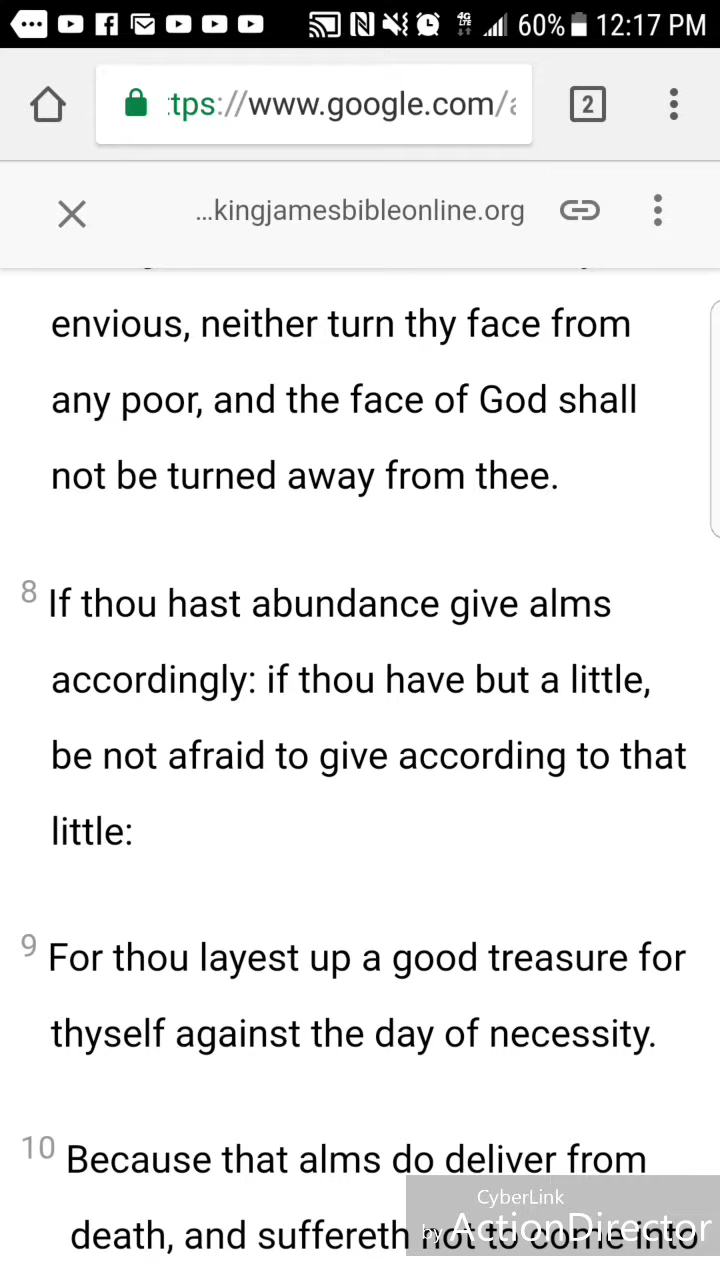 4G LTE 60% 12:17 PM
tps://www.google.com/a
2
...kingjamesbibleonline.org
envious, neither turn thy face from
any poor, and the face of God shall
not be turned away from thee.
8 If thou hast abundance give alms
accordingly: if thou have but a little,
be not afraid to give according to that
little:
9 For thou layest up a good treasure for
thyself against the day of necessity.
10 Because that alms do deliver from
death, and suffereth not to come into
CyberLink
by ActionDirector